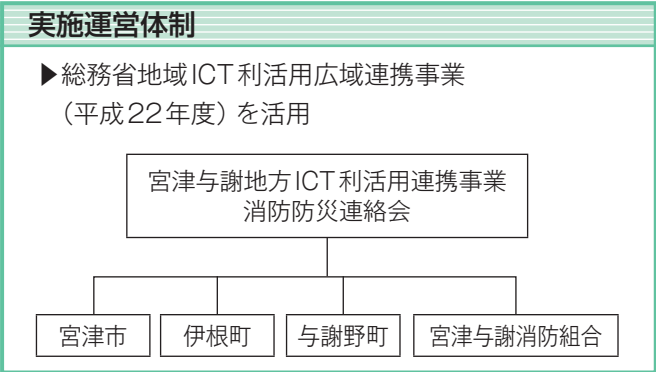 実施運営体制
▶総務省地域ICT利活用広域連携事業
（平成22年度）を活用
宮津与謝地方ICT利活用連携事業
消防防災連絡会
宮津市
伊根町
与謝野町
宮津与謝消防組合